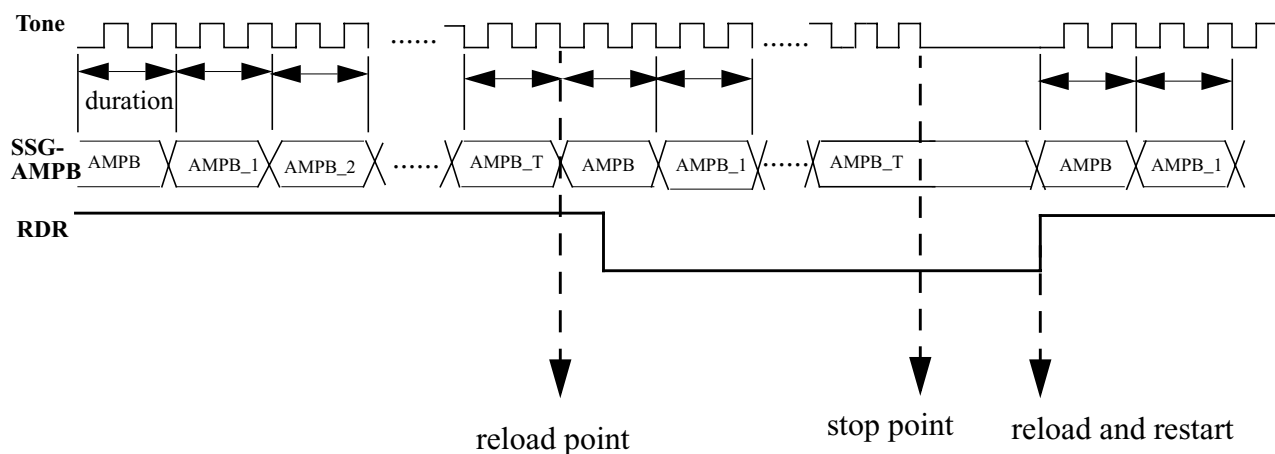 Tone
......
......
duration
SSG-
AMPB
AMPB
AMPB_1
AMPB_2
......
AMPB_T
AMPB
AMPB_1
......
AMPB_T
AMPB
AMPB_1
RDR
reload point
stop point
reload and restart